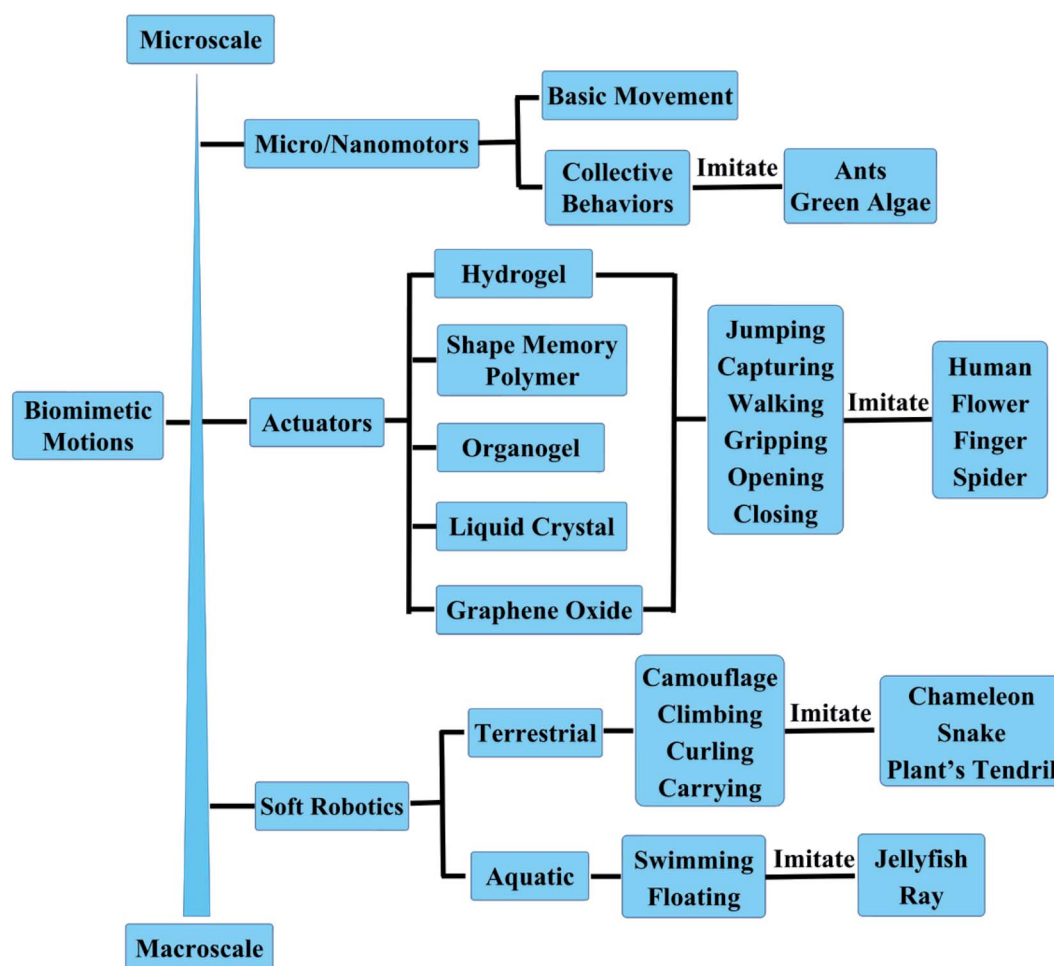 Microscale
Basic Movement
Micro/Nanomotors
Collective
Behaviors
Imitate
Ants
Green Algae
Hydrogel
Shape Memory
Polymer
Biomimetic
Motions
Actuators
Organogel
Liquid Crystal
Graphene Oxide
Jumping
Capturing
Walking
Gripping
Opening
Closing
Imitate
Human
Flower
Finger
Spider
Soft Robotics
Terrestrial
Camouflage
Climbing
Curling
Carrying
Imitate
Chameleon
Snake
Plant's Tendril
Aquatic
Swimming
Floating
Imitate
Jellyfish
Ray
Macroscale